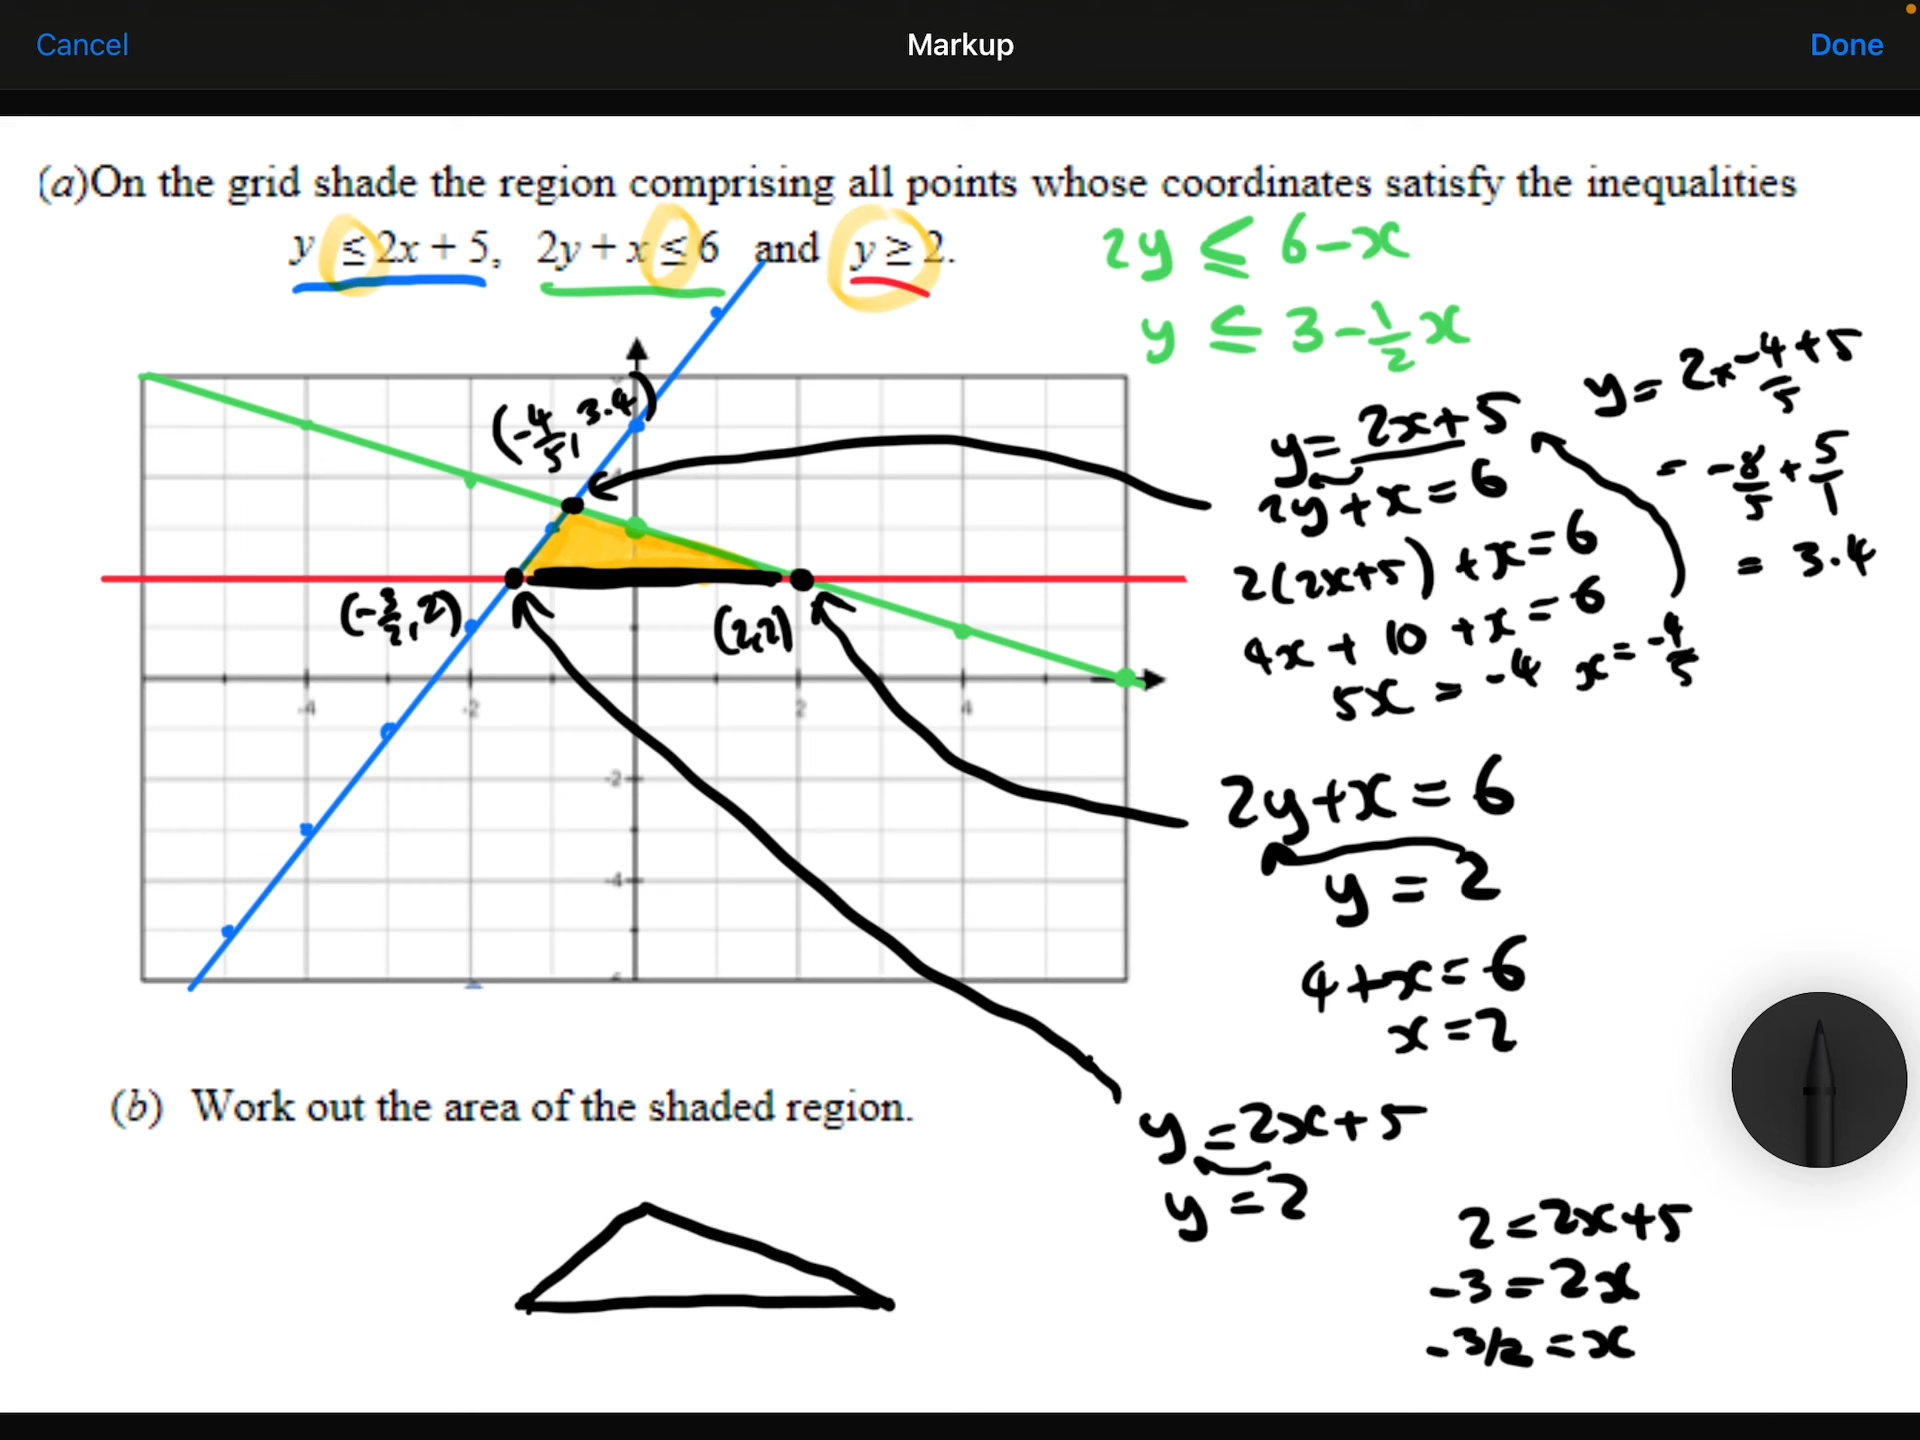 Cancel Markup Done
(a)On the grid shade the region comprising all points whose coordinates satisfy the inequalities
y ≤ 2x + 5, 2y + x ≤ 6 and y ≥ 2.
2y ≤ 6 - x
y ≤ 3 - 1/2 x
(-4/5, 3.4)
(-3/2, 2)
(2,2)
-4 -2 2 4
-2
-4
y = 2x + 5
2y + x = 6
2(2x+5) + x = 6
4x + 10 + x = 6
5x = -4 x = -4/5
y = 2x -4/5 + 5
= -8/5 + 5/1
= 3.4
2y + x = 6
y = 2
4 + x = 6
x = 2
(b) Work out the area of the shaded region.
y = 2x + 5
y = 2
2 = 2x + 5
-3 = 2x
-3/2 = x